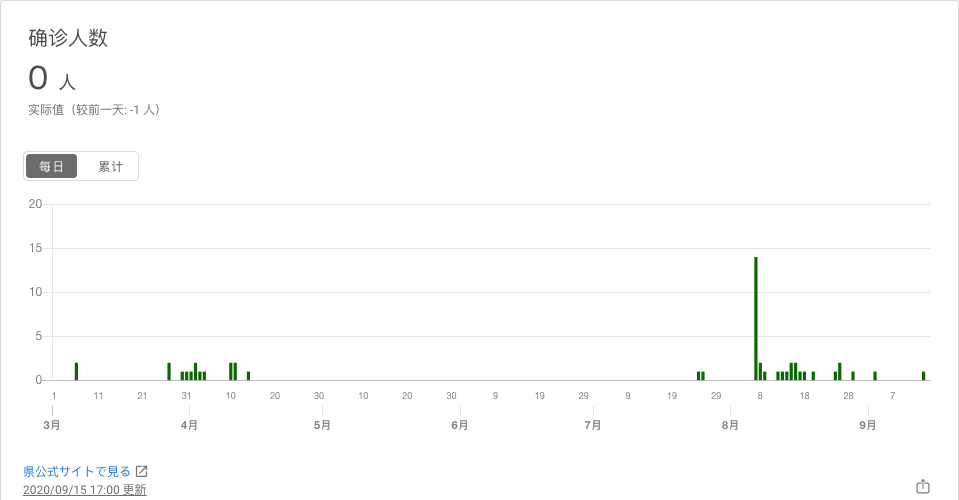 确诊人数
0 人
实际值（较前一天: -1 人）
每日 累计
20
15
10
5
0
1 11 21 31 10 20 30 10 20 30 9 19 29 9 19 29 8 18 28 7
3月 4月 5月 6月 7月 8月 9月
県公式サイトで見る
2020/09/15 17:00 更新